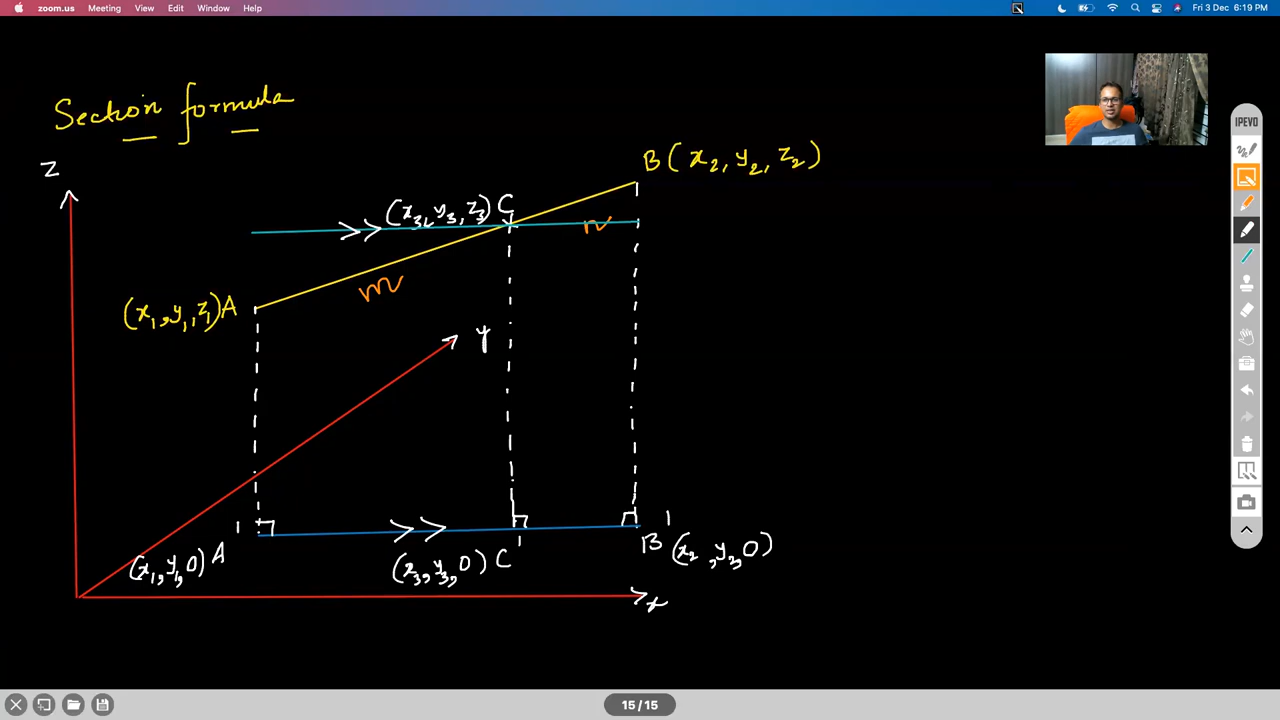 zoom.us Meeting View Edit Window Help Fri 3 Dec 6:19 PM
Section formula
IPEVO
Z
B(x₂, y₂, z₂)
(x₃, y₃, z₃) C
n
m
(x₁, y₁, z₁)A
y
B' (x₂, y₂, 0)
(x₁, y₁, 0) A'
(x₃, y₃, 0) C'
x
15/15